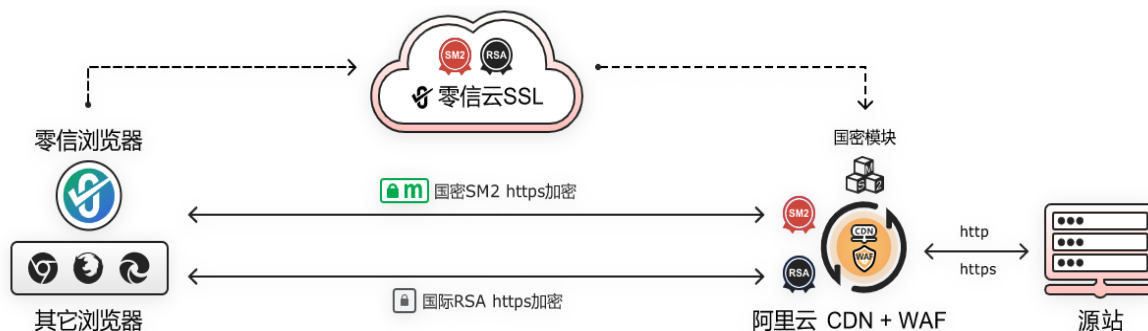 SM2 RSA
零信云SSL
零信浏览器
国密模块
M
S 2
m 国密SM2 https加密
SM2
CDN
WAF
http
RSA
https
国际RSA https加密
其它浏览器
阿里云 CDN + WAF
源站